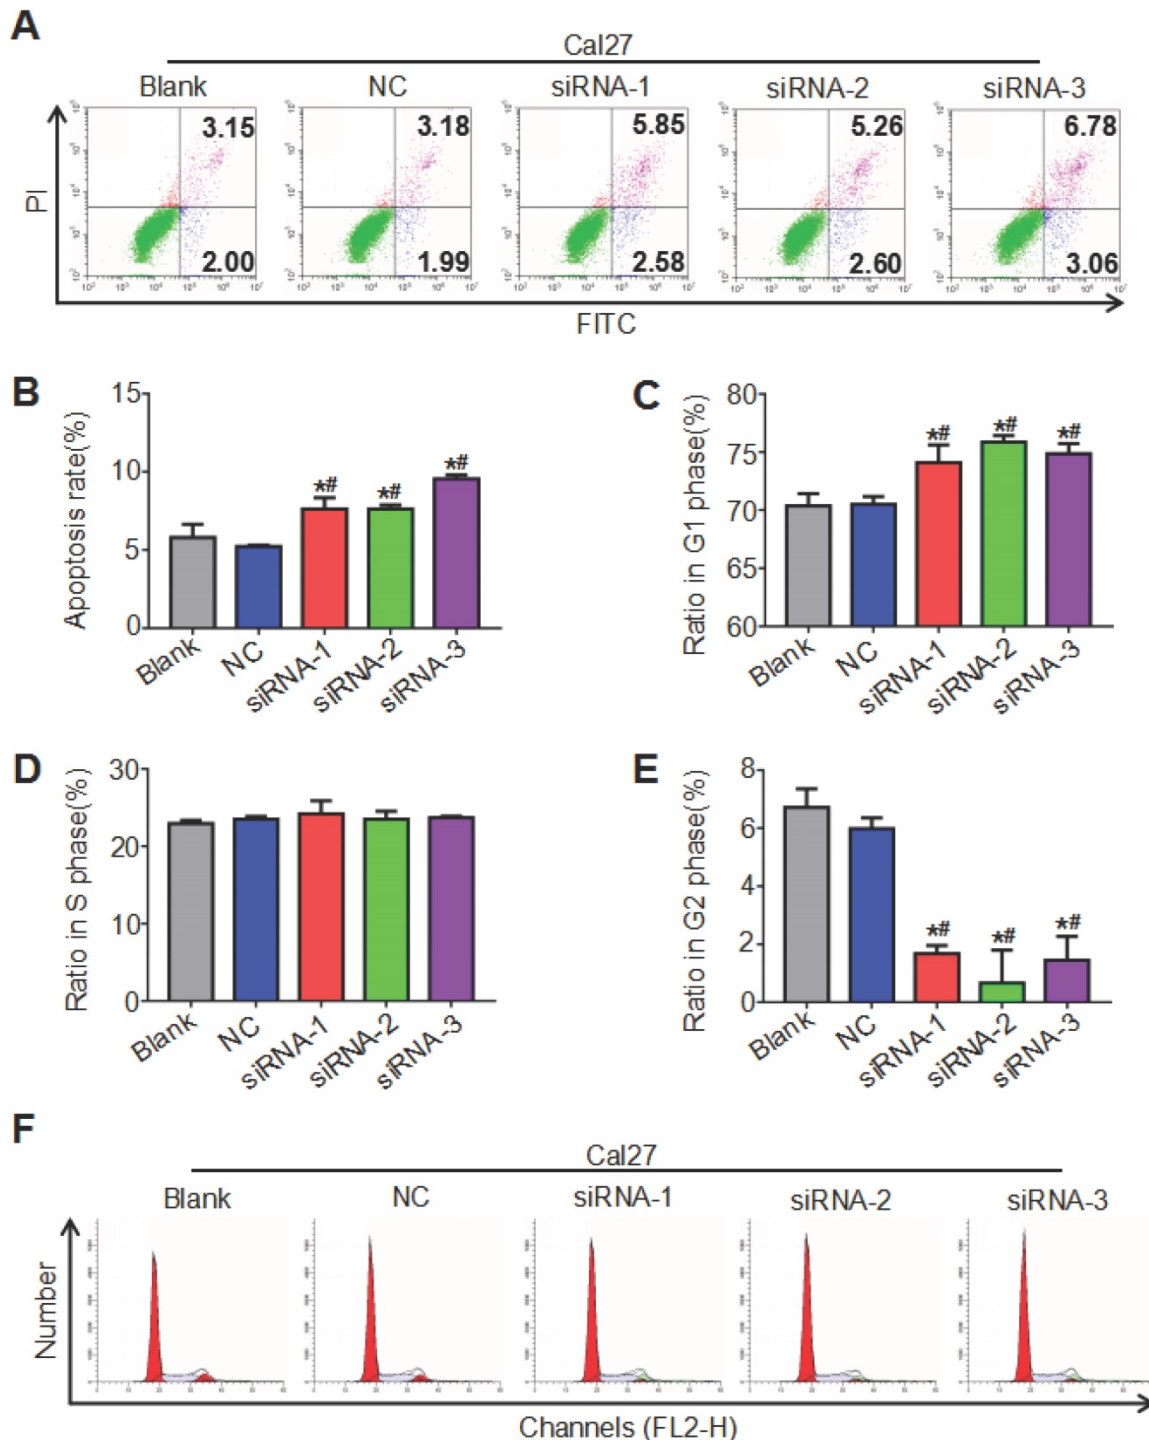 A
Cal27
Blank NC siRNA-1 siRNA-2 siRNA-3
3.15 3.18 5.85 5.26 6.78
PI
2.00 1.99 2.58 2.60 3.06
FITC
B
Apoptosis rate(%)
15
10
5
0
*# *# *#
Blank NC siRNA-1 siRNA-2 siRNA-3
C
Ratio in G1 phase(%)
80
75
70
65
60
*# *# *#
Blank NC siRNA-1 siRNA-2 siRNA-3
D
Ratio in S phase(%)
30
20
10
0
Blank NC siRNA-1 siRNA-2 siRNA-3
E
Ratio in G2 phase(%)
8
6
4
2
0
*# *# *#
Blank NC siRNA-1 siRNA-2 siRNA-3
F
Cal27
Blank NC siRNA-1 siRNA-2 siRNA-3
Number
Channels (FL2-H)